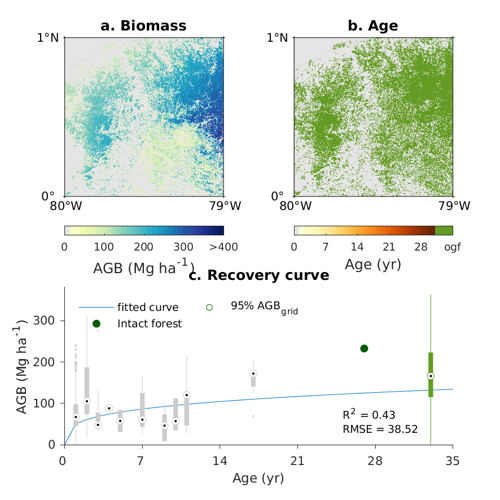 a. Biomass
b. Age
1°N
1°N
0°
0°
80°W
79°W
80°W
79°W
0 100 200 300 >400
0 7 14 21 28 ogf
AGB (Mg ha⁻¹)
Age (yr)
c. Recovery curve
fitted curve
95% AGB_grid
Intact forest
AGB (Mg ha⁻¹)
300
200
100
0
R² = 0.43
RMSE = 38.52
0 7 14 21 28 35
Age (yr)